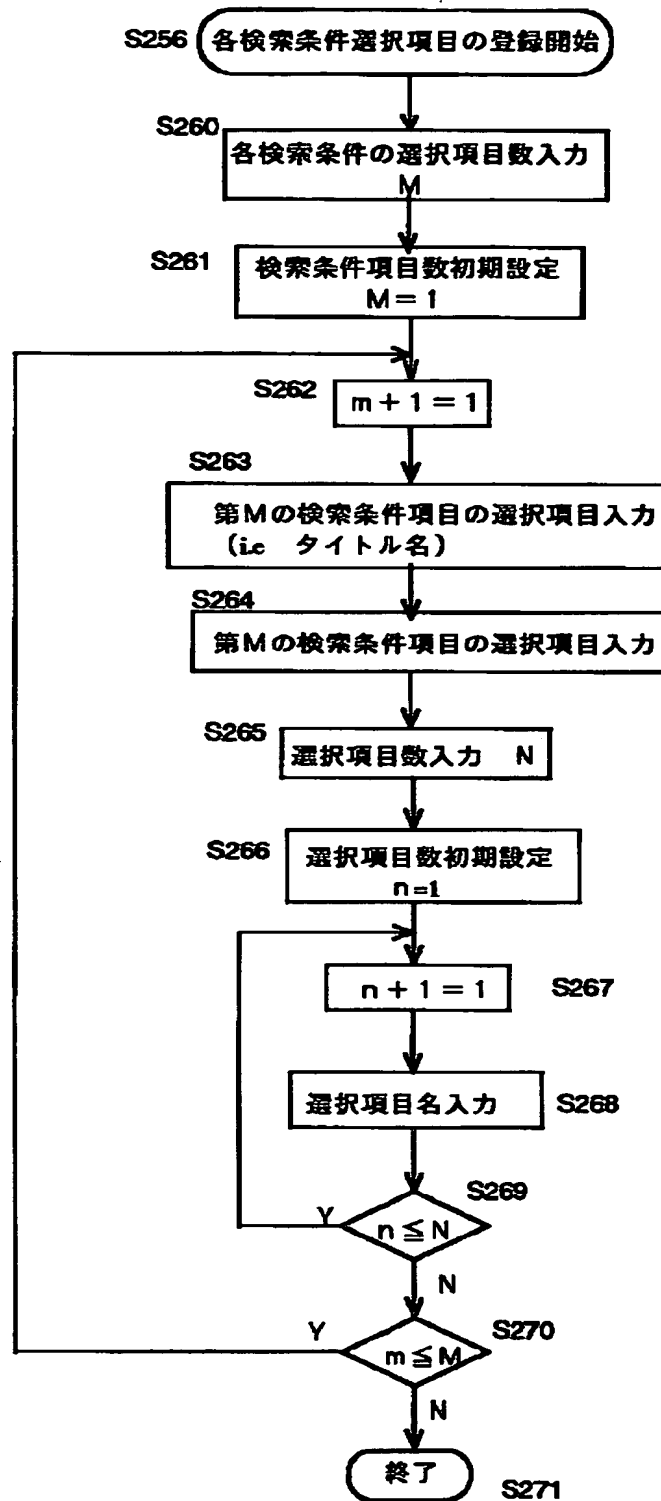 S256 各検索条件選択項目の登録開始
S260
各検索条件の選択項目数入力
M
S261
検索条件項目数初期設定
M=1
S262
m+1=1
S263
第Mの検索条件項目の選択項目入力
(i.c タイトル名)
S264
第Mの検索条件項目の選択項目入力
S265
選択項目数入力 N
S266
選択項目数初期設定
n=1
n+1=1
S267
選択項目名入力
S268
S269
Y
n≦N
N
S270
Y
m≦M
N
終了
S271